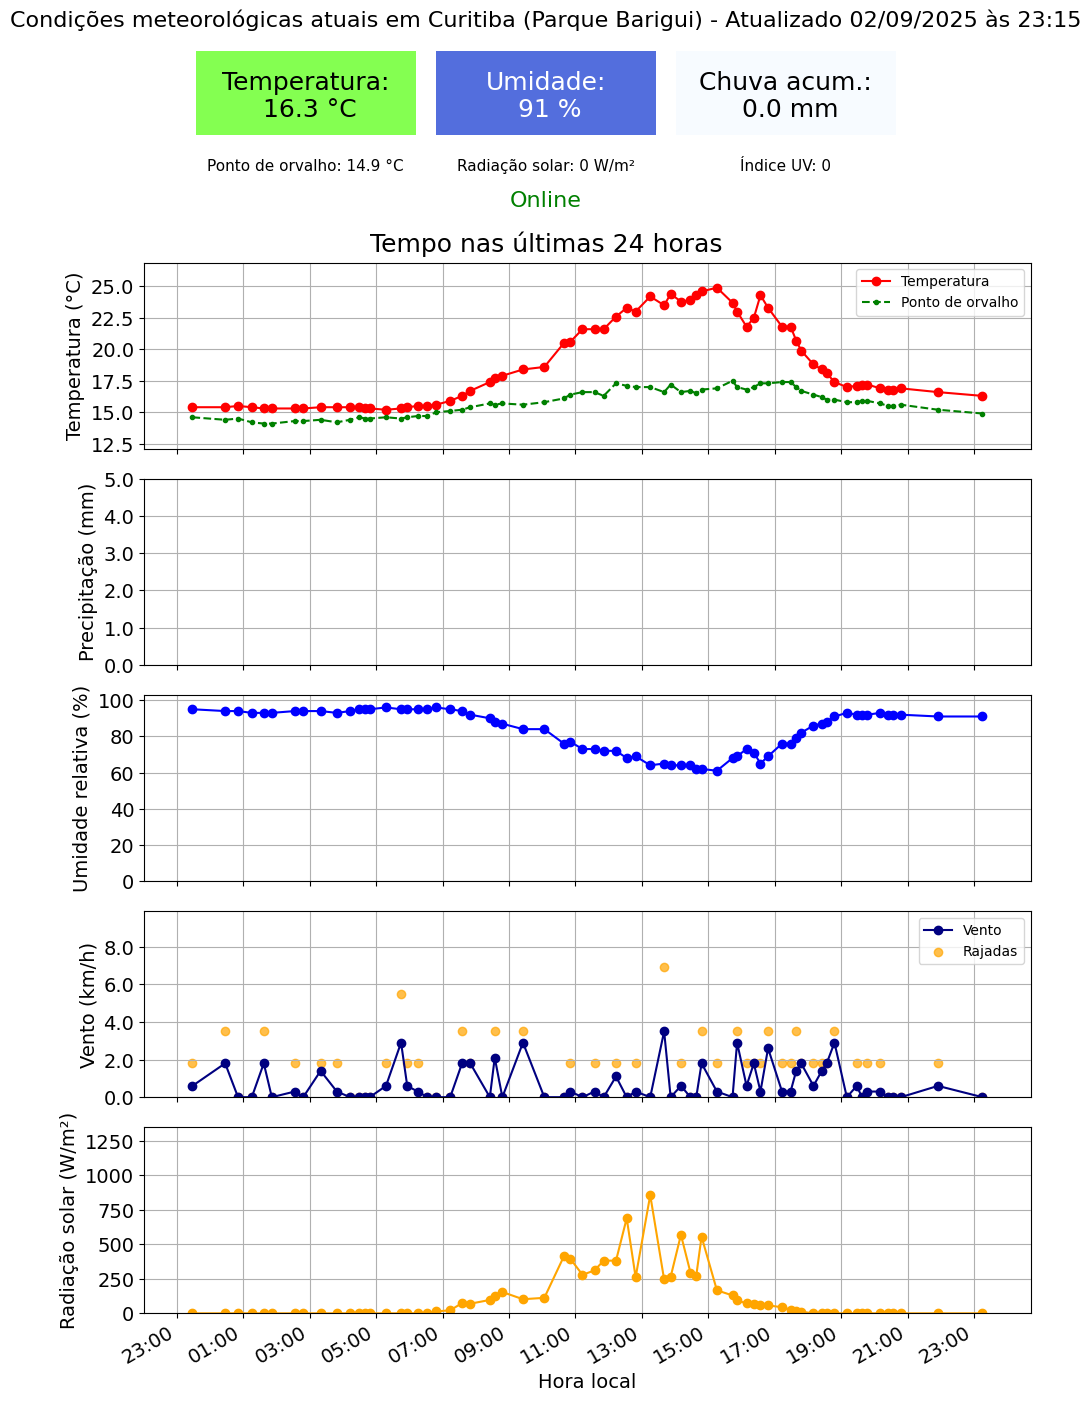 Condições meteorológicas atuais em Curitiba (Parque Barigui) - Atualizado 02/09/2025 às 23:15
Temperatura:
16.3 °C
Umidade:
91 %
Chuva acum.:
0.0 mm
Ponto de orvalho: 14.9 °C
Radiação solar: 0 W/m²
Índice UV: 0
Online
Tempo nas últimas 24 horas
Temperatura (°C)
25.0
22.5
20.0
17.5
15.0
12.5
Temperatura
Ponto de orvalho
Precipitação (mm)
5.0
4.0
3.0
2.0
1.0
0.0
Umidade relativa (%)
100
80
60
40
20
0
Vento (km/h)
8.0
6.0
4.0
2.0
0.0
Vento
Rajadas
Radiação solar (W/m²)
1250
1000
750
500
250
0
23:00
01:00
03:00
05:00
07:00
09:00
11:00
13:00
15:00
17:00
19:00
21:00
23:00
Hora local